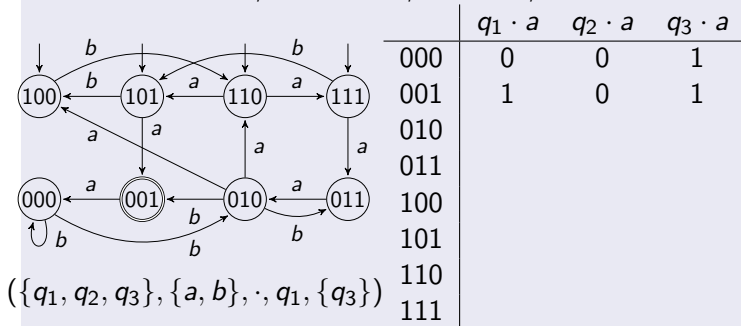 q₁ · a q₂ · a q₃ · a
000 0 0 1
001 1 0 1
010
011
100
101
110
111
b b
100 b 101 a 110 a 111
a a a a
000 a 001 b 010 a 011
b b b
({q₁, q₂, q₃}, {a, b}, ·, q₁, {q₃})